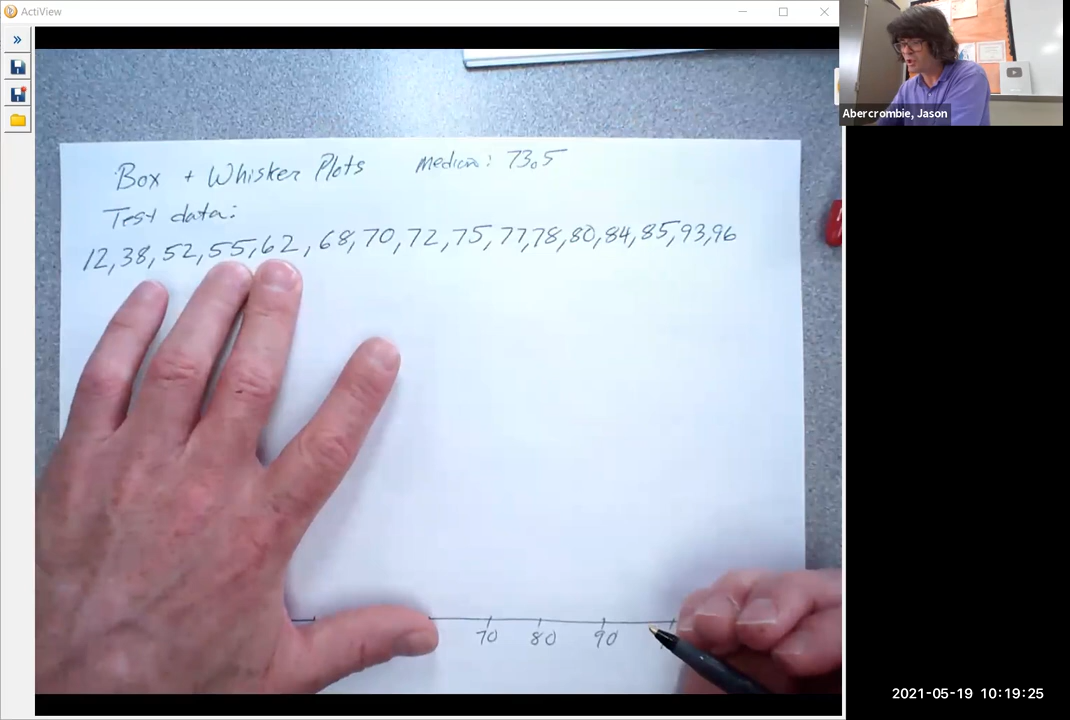 ActiView
Box + Whisker Plots Median: 73.5
Test data:
12,38,52,55,62,68,70,72,75,77,78,80,84,85,93,96
70 80 90
Abercrombie, Jason
2021-05-19 10:19:25